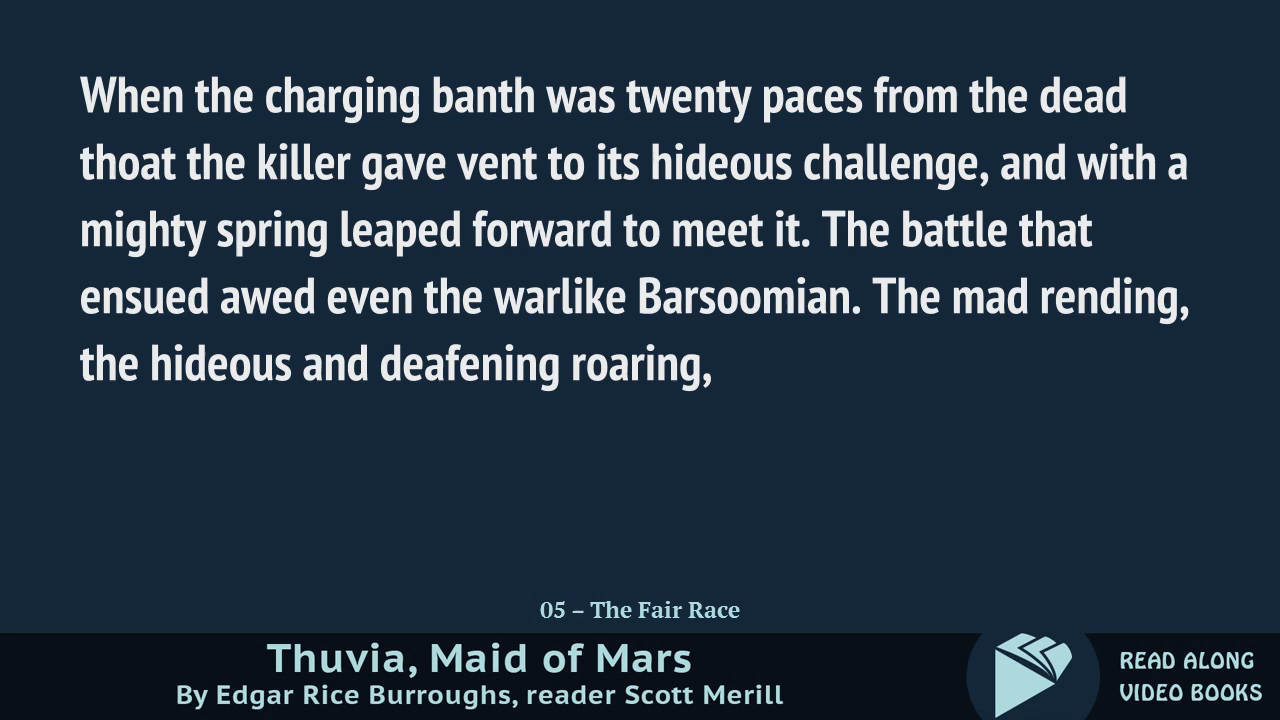 When the charging banth was twenty paces from the dead
thoat the killer gave vent to its hideous challenge, and with a
mighty spring leaped forward to meet it. The battle that
ensued awed even the warlike Barsoomian. The mad rending,
the hideous and deafening roaring,
05 – The Fair Race
Thuvia, Maid of Mars
By Edgar Rice Burroughs, reader Scott Merill
READ ALONG
VIDEO BOOKS